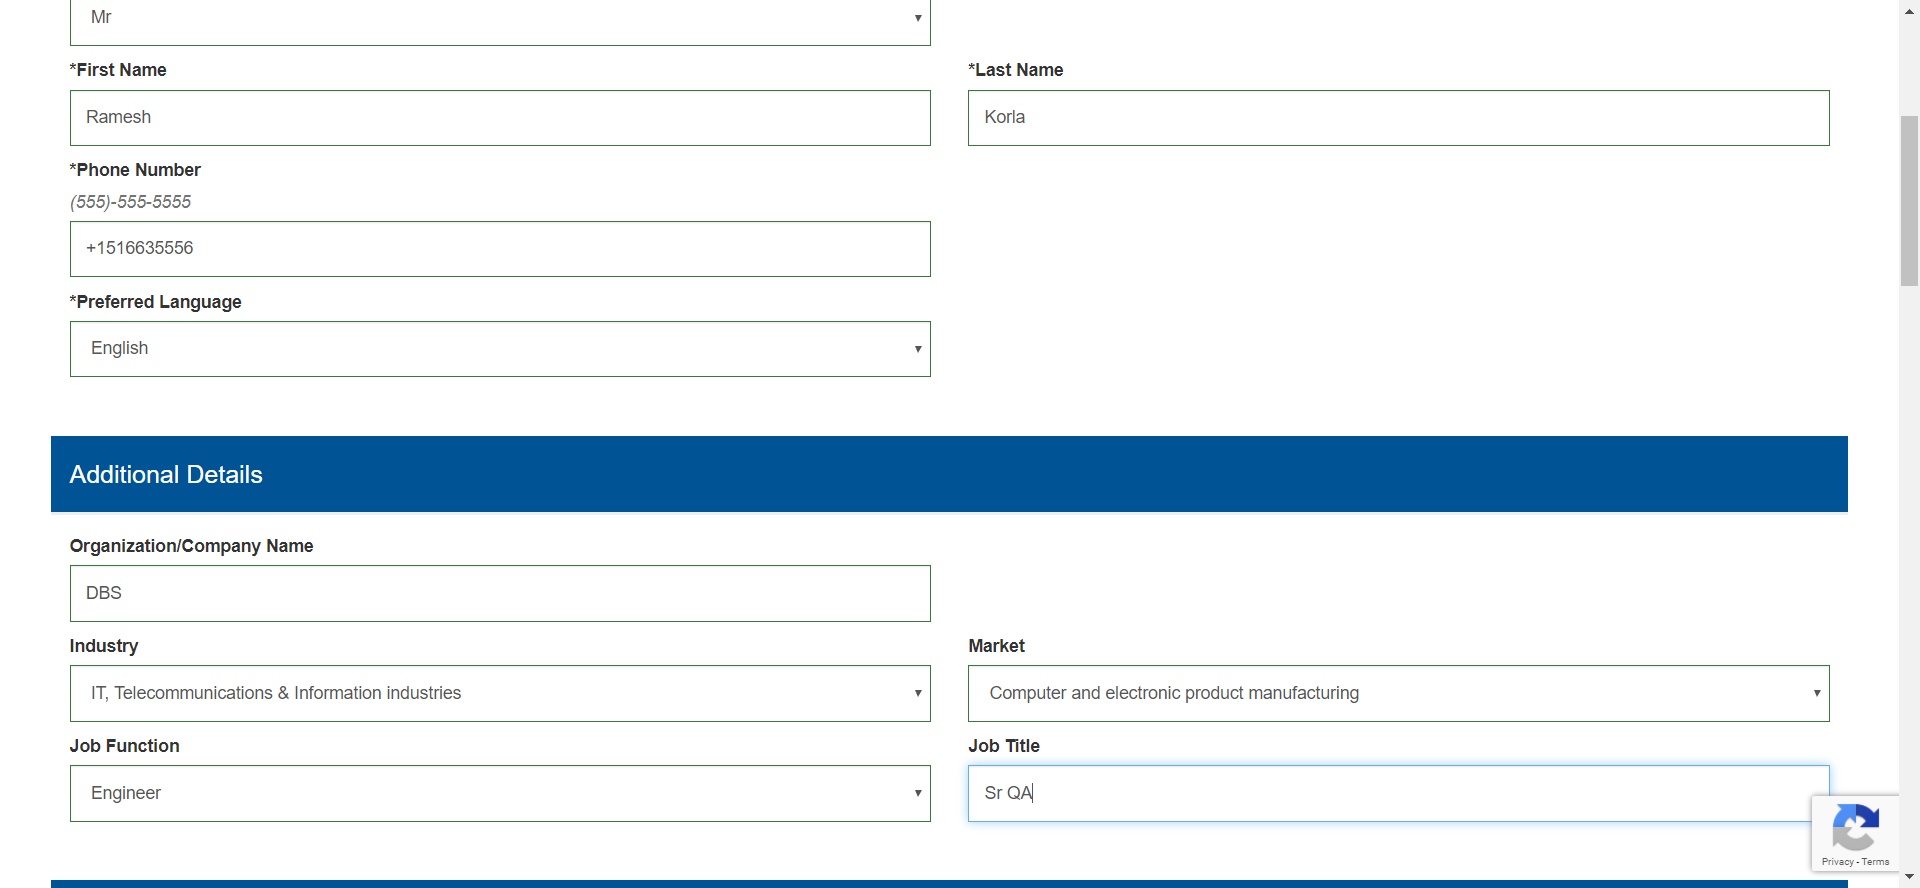 Mr
*First Name
*Last Name
Ramesh
Korla
*Phone Number
(555)-555-5555
+1516635556
*Preferred Language
English
Additional Details
Organization/Company Name
DBS
Industry
Market
IT, Telecommunications & Information industries
Computer and electronic product manufacturing
Job Function
Job Title
Engineer
Sr QA
Privacy - Terms